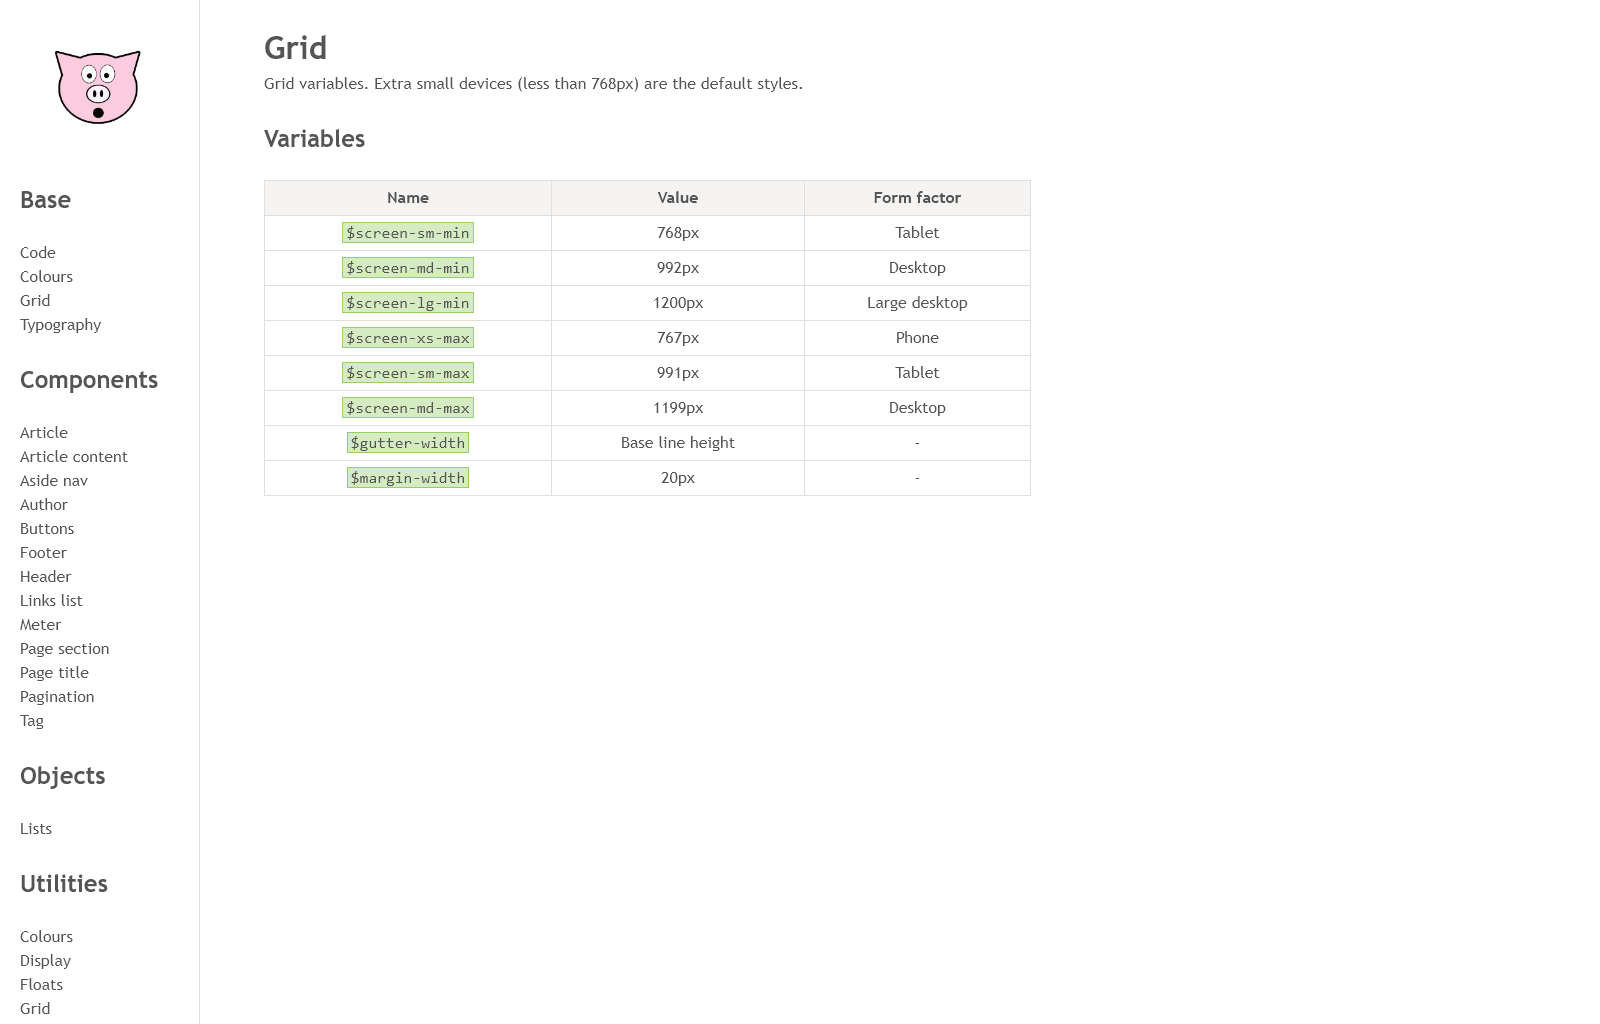 Base
Code
Colours
Grid
Typography
Components
Article
Article content
Aside nav
Author
Buttons
Footer
Header
Links list
Meter
Page section
Page title
Pagination
Tag
Objects
Lists
Utilities
Colours
Display
Floats
Grid
Grid
Grid variables. Extra small devices (less than 768px) are the default styles.
Variables
Name Value Form factor
$screen-sm-min 768px Tablet
$screen-md-min 992px Desktop
$screen-lg-min 1200px Large desktop
$screen-xs-max 767px Phone
$screen-sm-max 991px Tablet
$screen-md-max 1199px Desktop
$gutter-width Base line height -
$margin-width 20px -